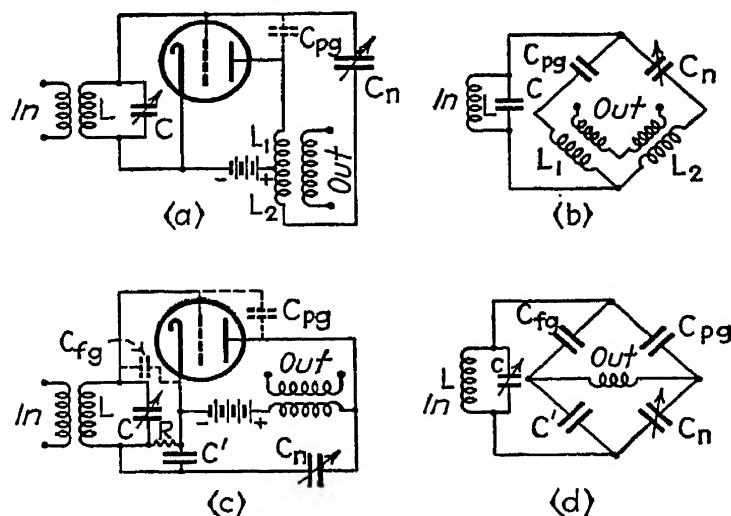 In
L
C
Cpg
Cn
L1
L2
Out
- +
(a)
In
L
C
Cpg
Cn
Out
L1
L2
(b)
In
L
C
Cfg
R
C'
Cpg
Out
- +
Cn
(c)
L
In
C
Cfg
Cpg
Out
C'
Cn
(d)